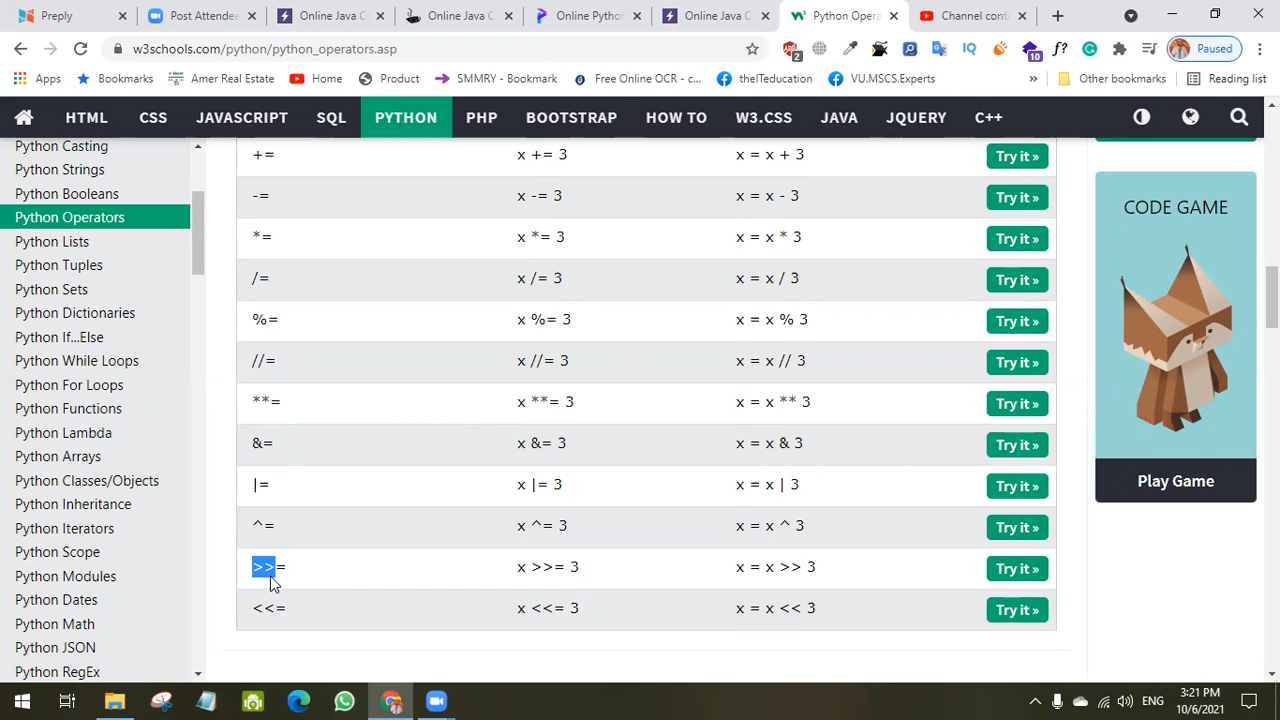 Preply
Post Attendee
Online Java C
Online Java C
Online Pytho
Online Java C
Python Opera
Channel conte
w3schools.com/python/python_operators.asp
2
IQ
10
f?
Paused
Apps
Bookmarks
Amer Real Estate
Home
Product
SMMRY - Bookmark
Free Online OCR - c...
theITeducation
VU.MSCS.Experts
»
Other bookmarks
Reading list
HTML
CSS
JAVASCRIPT
SQL
PYTHON
PHP
BOOTSTRAP
HOW TO
W3.CSS
JAVA
JQUERY
C++
Python Casting
Python Strings
Python Booleans
Python Operators
Python Lists
Python Tuples
Python Sets
Python Dictionaries
Python If...Else
Python While Loops
Python For Loops
Python Functions
Python Lambda
Python Arrays
Python Classes/Objects
Python Inheritance
Python Iterators
Python Scope
Python Modules
Python Dates
Python Math
Python JSON
Python RegEx
+= x += 3 x = x + 3 Try it »
-= x -= 3 x = x - 3 Try it »
*= x *= 3 x = x * 3 Try it »
/= x /= 3 x = x / 3 Try it »
%= x %= 3 x = x % 3 Try it »
//= x //= 3 x = x // 3 Try it »
**= x **= 3 x = x ** 3 Try it »
&= x &= 3 x = x & 3 Try it »
|= x |= 3 x = x | 3 Try it »
^= x ^= 3 x = x ^ 3 Try it »
>>= x >>= 3 x = x >> 3 Try it »
<<= x <<= 3 x = x << 3 Try it »
CODE GAME
Play Game
ENG
3:21 PM
10/6/2021